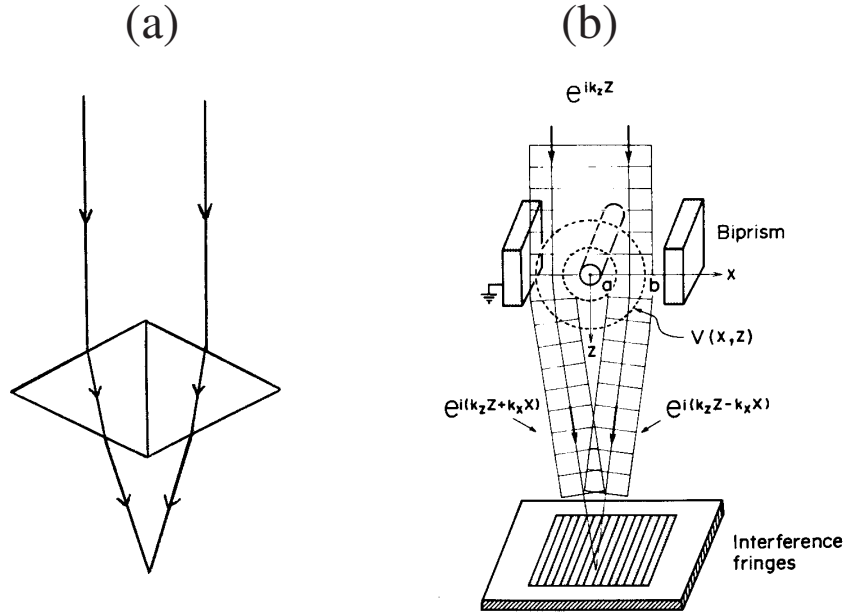 (a)
(b)
e^{ik_z Z}
Biprism
a
b
x
z
V(x,z)
e^{i(k_z Z+k_x X)}
e^{i(k_z Z-k_x X)}
Interference
fringes